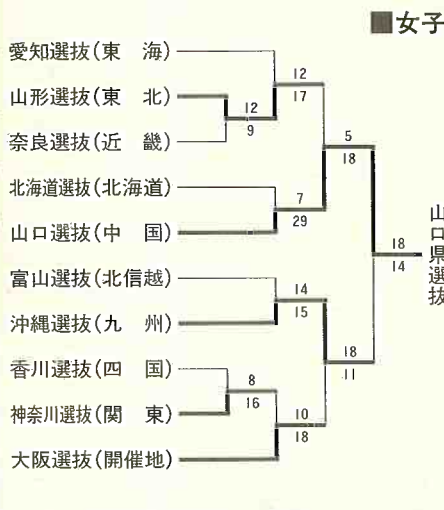 ■女子
愛知選抜(東　海)
山形選抜(東　北)
奈良選抜(近　畿)
北海道選抜(北海道)
山口選抜(中　国)
富山選抜(北信越)
沖縄選抜(九　州)
香川選抜(四　国)
神奈川選抜(関　東)
大阪選抜(開催地)
12
9
12
17
7
29
5
18
14
15
8
16
10
18
18
11
18
14
山口県選抜